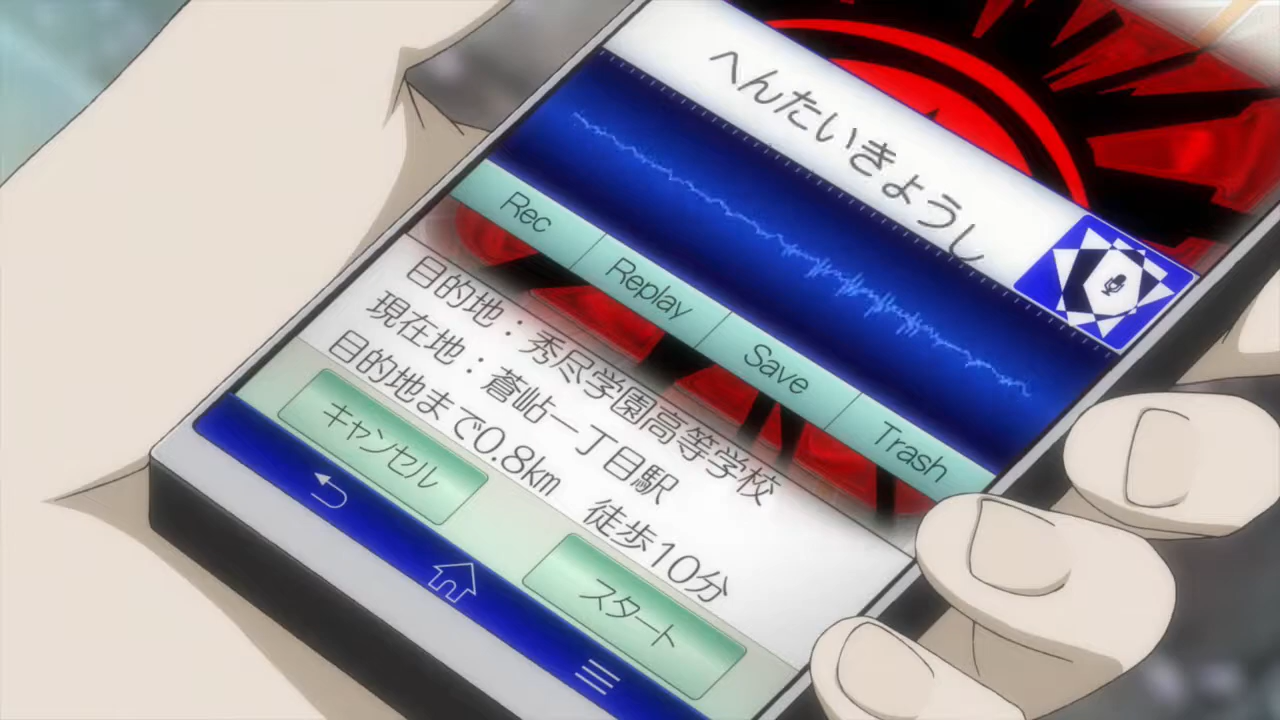 へんたいきょうし
Rec
Replay
Save
Trash
目的地：秀尽学園高等学校
現在地：蒼岾一丁目駅
目的地まで0.8km 徒歩10分
キャンセル
スタート